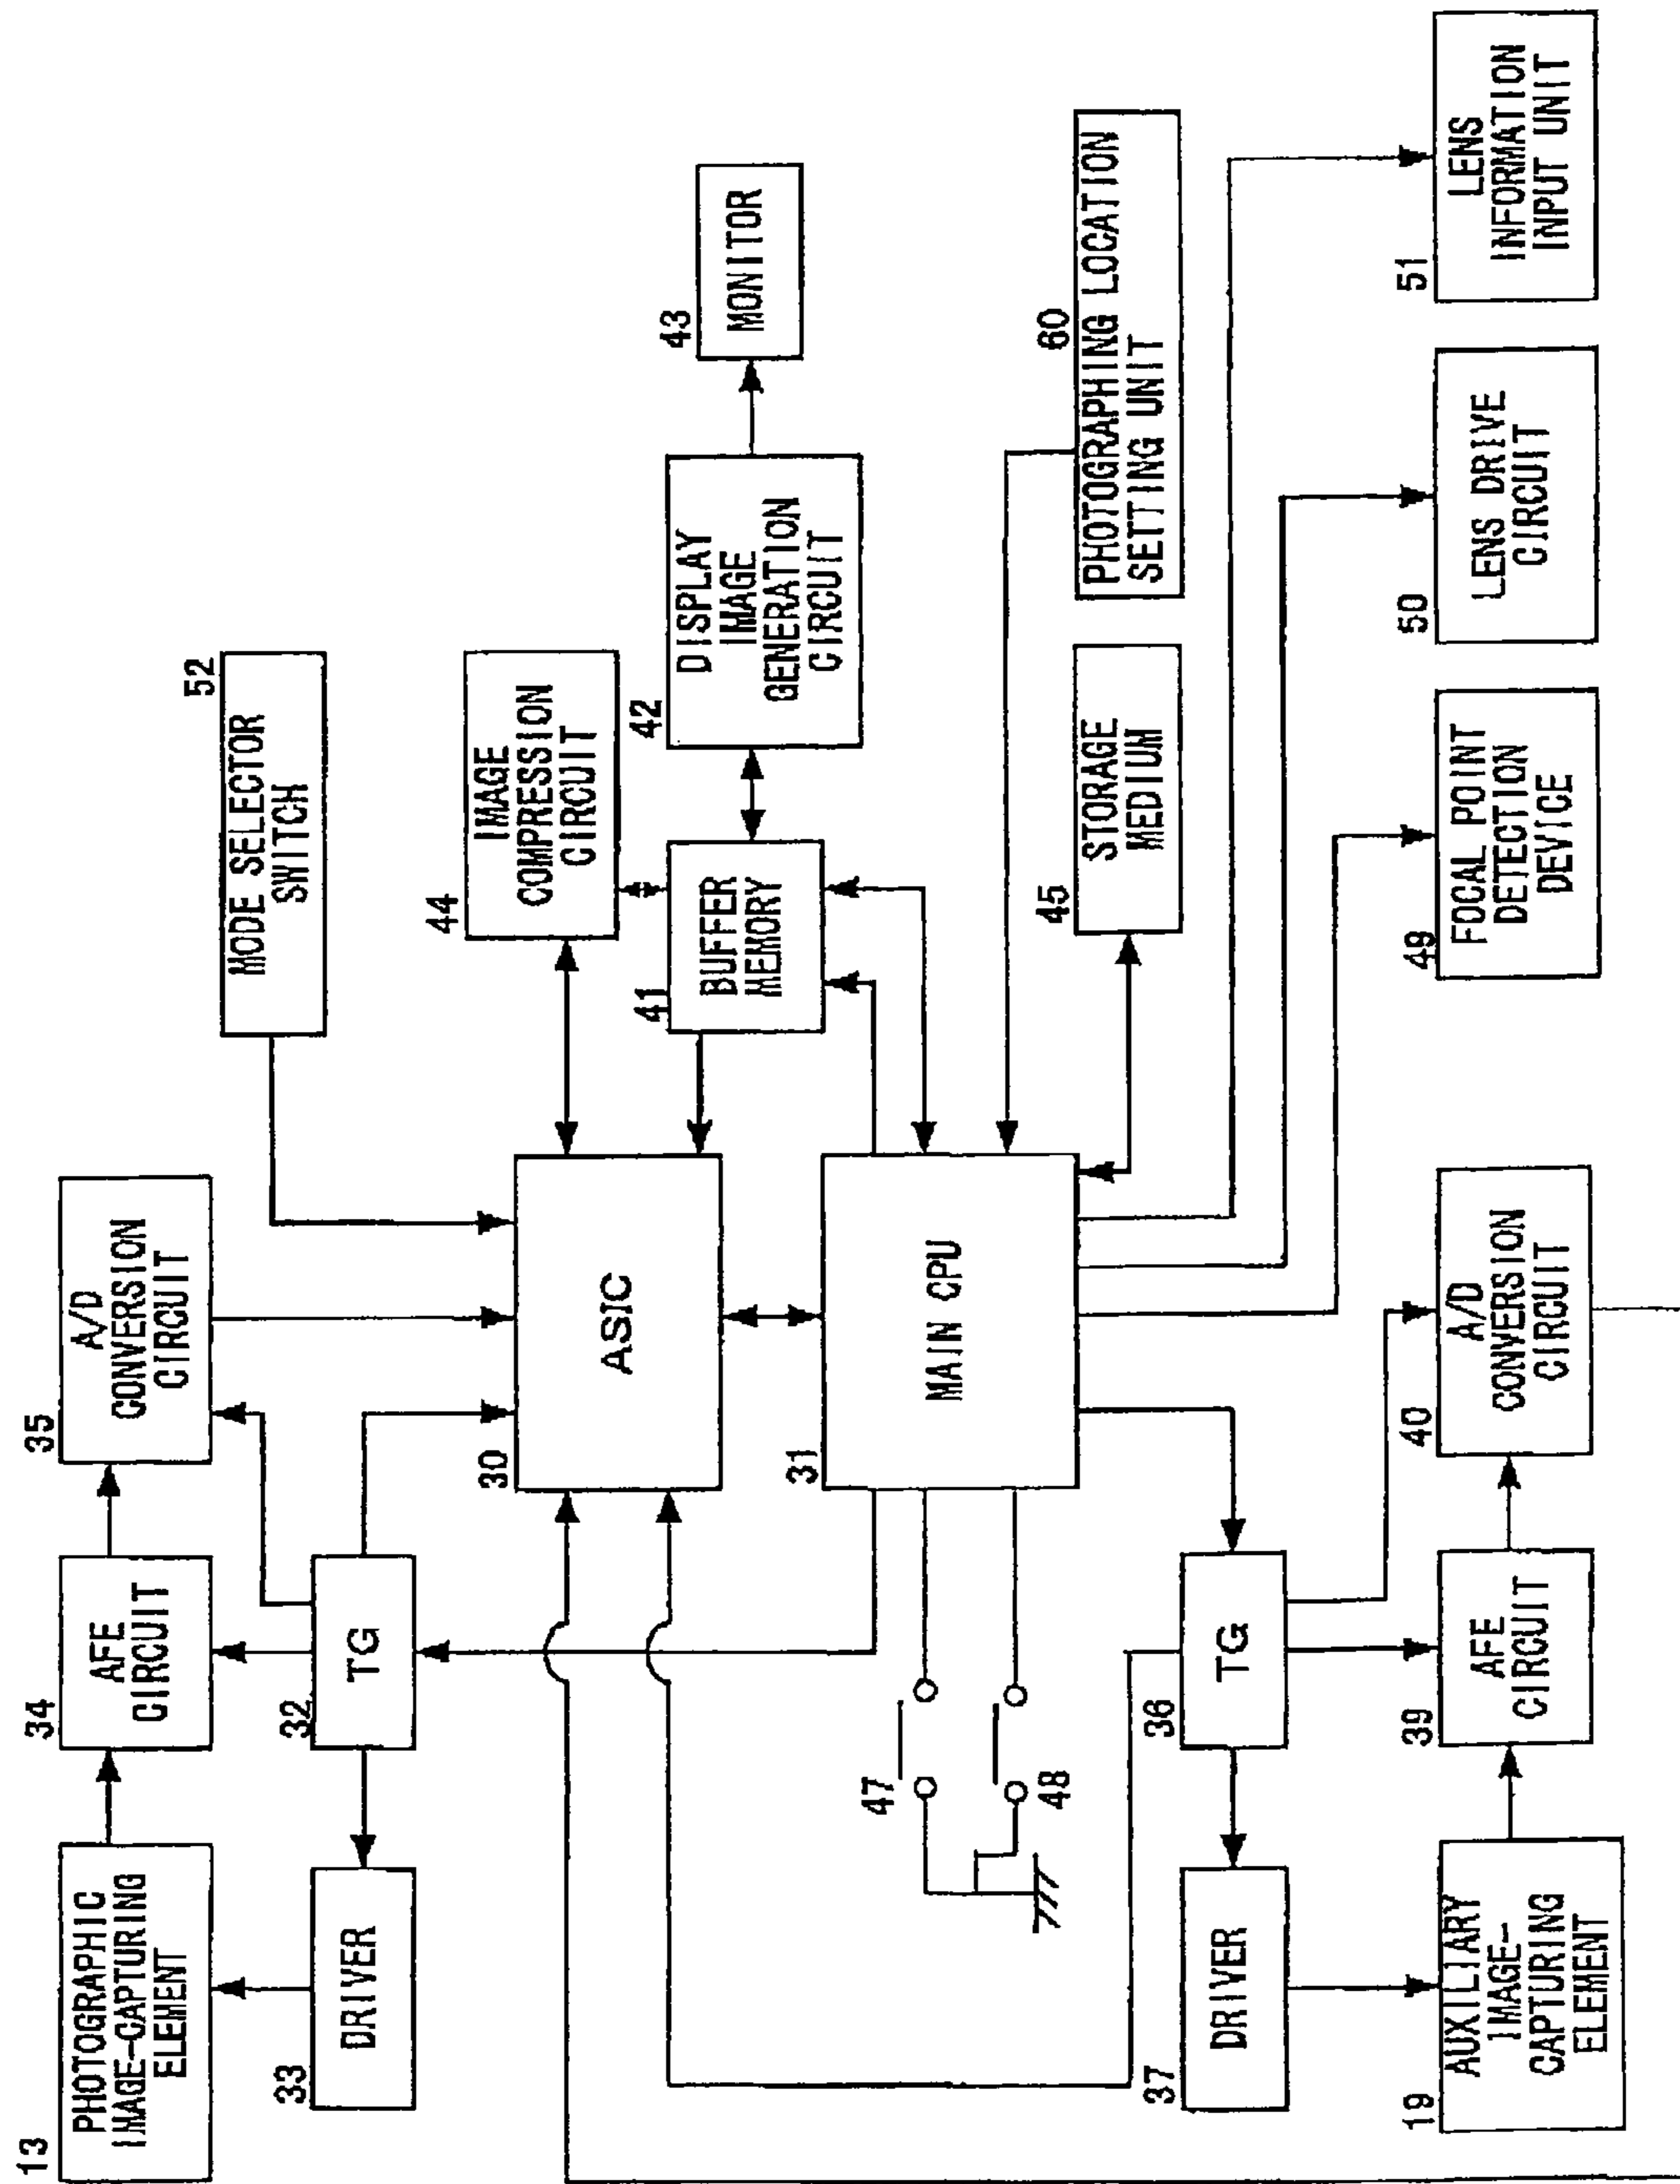 13
PHOTOGRAPHIC
IMAGE-CAPTURING
ELEMENT
34
AFE
CIRCUIT
35
A/D
CONVERSION
CIRCUIT
52
MODE SELECTOR
SWITCH
33
DRIVER
32
TG
30
ASIC
44
IMAGE
COMPRESSION
CIRCUIT
41
BUFFER
MEMORY
42
DISPLAY
IMAGE
GENERATION
CIRCUIT
43
MONITOR
47
48
31
MAIN CPU
45
STORAGE
MEDIUM
60
PHOTOGRAPHING LOCATION
SETTING UNIT
37
DRIVER
36
TG
19
AUXILIARY
IMAGE-
CAPTURING
ELEMENT
39
AFE
CIRCUIT
40
A/D
CONVERSION
CIRCUIT
49
FOCAL POINT
DETECTION
DEVICE
50
LENS DRIVE
CIRCUIT
51
LENS
INFORMATION
INPUT UNIT